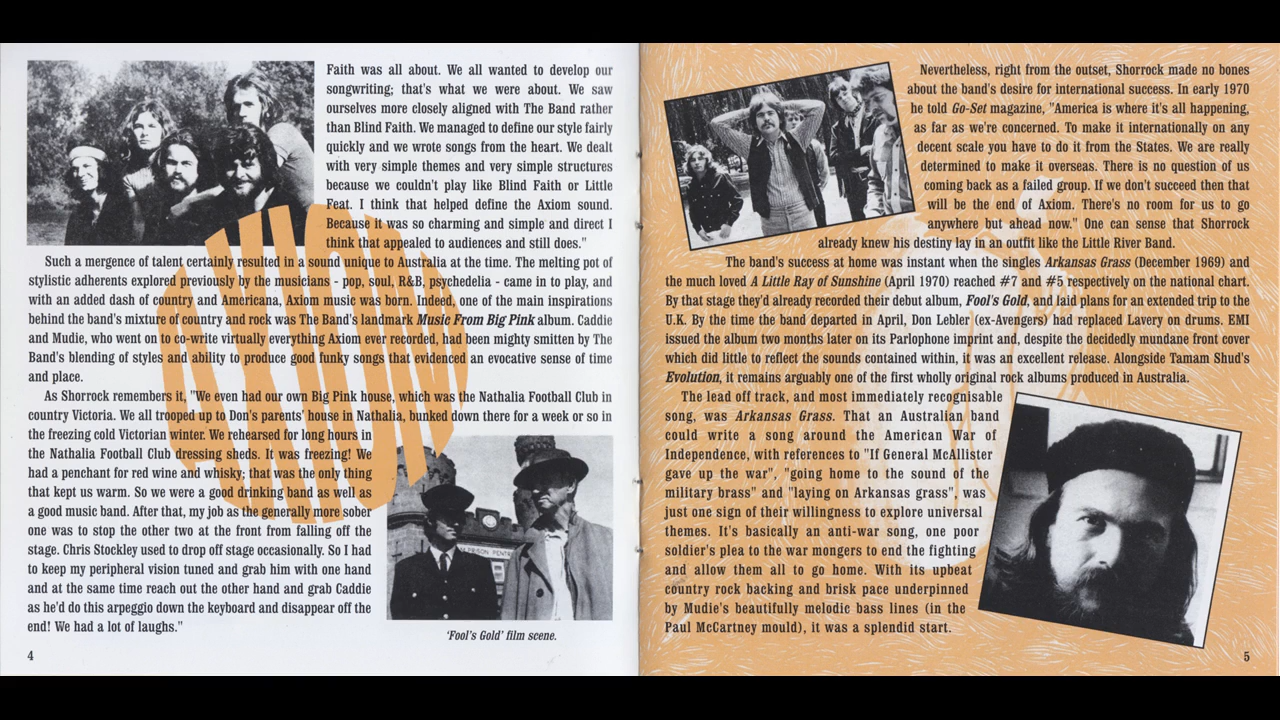 Faith was all about. We all wanted to develop our
songwriting; that's what we were about. We saw
ourselves more closely aligned with The Band rather
than Blind Faith. We managed to define our style fairly
quickly and we wrote songs from the heart. We dealt
with very simple themes and very simple structures
because we couldn't play like Blind Faith or Little
Feat. I think that helped define the Axiom sound.
Because it was so charming and simple and direct I
think that appealed to audiences and still does."
Such a mergence of talent certainly resulted in a sound unique to Australia at the time. The melting pot of
stylistic adherents explored previously by the musicians - pop, soul, R&B, psychedelia - came in to play, and
with an added dash of country and Americana, Axiom music was born. Indeed, one of the main inspirations
behind the band's mixture of country and rock was The Band's landmark Music From Big Pink album. Caddie
and Mudie, who went on to co-write virtually everything Axiom ever recorded, had been mighty smitten by The
Band's blending of styles and ability to produce good funky songs that evidenced an evocative sense of time
and place.
As Shorrock remembers it, "We even had our own Big Pink house, which was the Nathalia Football Club in
country Victoria. We all trooped up to Don's parents' house in Nathalia, bunked down there for a week or so in
the freezing cold Victorian winter. We rehearsed for long hours in
the Nathalia Football Club dressing sheds. It was freezing! We
had a penchant for red wine and whisky; that was the only thing
that kept us warm. So we were a good drinking band as well as
a good music band. After that, my job as the generally more sober
one was to stop the other two at the front from falling off the
stage. Chris Stockley used to drop off stage occasionally. So I had
to keep my peripheral vision tuned and grab him with one hand
and at the same time reach out the other hand and grab Caddie
as he'd do this arpeggio down the keyboard and disappear off the
end! We had a lot of laughs."
AXIOM
PRISON PENTR
'Fool's Gold' film scene.
4
Nevertheless, right from the outset, Shorrock made no bones
about the band's desire for international success. In early 1970
he told Go-Set magazine, "America is where it's all happening,
as far as we're concerned. To make it internationally on any
decent scale you have to do it from the States. We are really
determined to make it overseas. There is no question of us
coming back as a failed group. If we don't succeed then that
will be the end of Axiom. There's no room for us to go
anywhere but ahead now." One can sense that Shorrock
already knew his destiny lay in an outfit like the Little River Band.
The band's success at home was instant when the singles Arkansas Grass (December 1969) and
the much loved A Little Ray of Sunshine (April 1970) reached #7 and #5 respectively on the national chart.
By that stage they'd already recorded their debut album, Fool's Gold, and laid plans for an extended trip to the
U.K. By the time the band departed in April, Don Lebler (ex-Avengers) had replaced Lavery on drums. EMI
issued the album two months later on its Parlophone imprint and, despite the decidedly mundane front cover
which did little to reflect the sounds contained within, it was an excellent release. Alongside Tamam Shud's
Evolution, it remains arguably one of the first wholly original rock albums produced in Australia.
The lead off track, and most immediately recognisable
song, was Arkansas Grass. That an Australian band
could write a song around the American War of
Independence, with references to "If General McAllister
gave up the war", "going home to the sound of the
military brass" and "laying on Arkansas grass", was
just one sign of their willingness to explore universal
themes. It's basically an anti-war song, one poor
soldier's plea to the war mongers to end the fighting
and allow them all to go home. With its upbeat
country rock backing and brisk pace underpinned
by Mudie's beautifully melodic bass lines (in the
Paul McCartney mould), it was a splendid start.
5